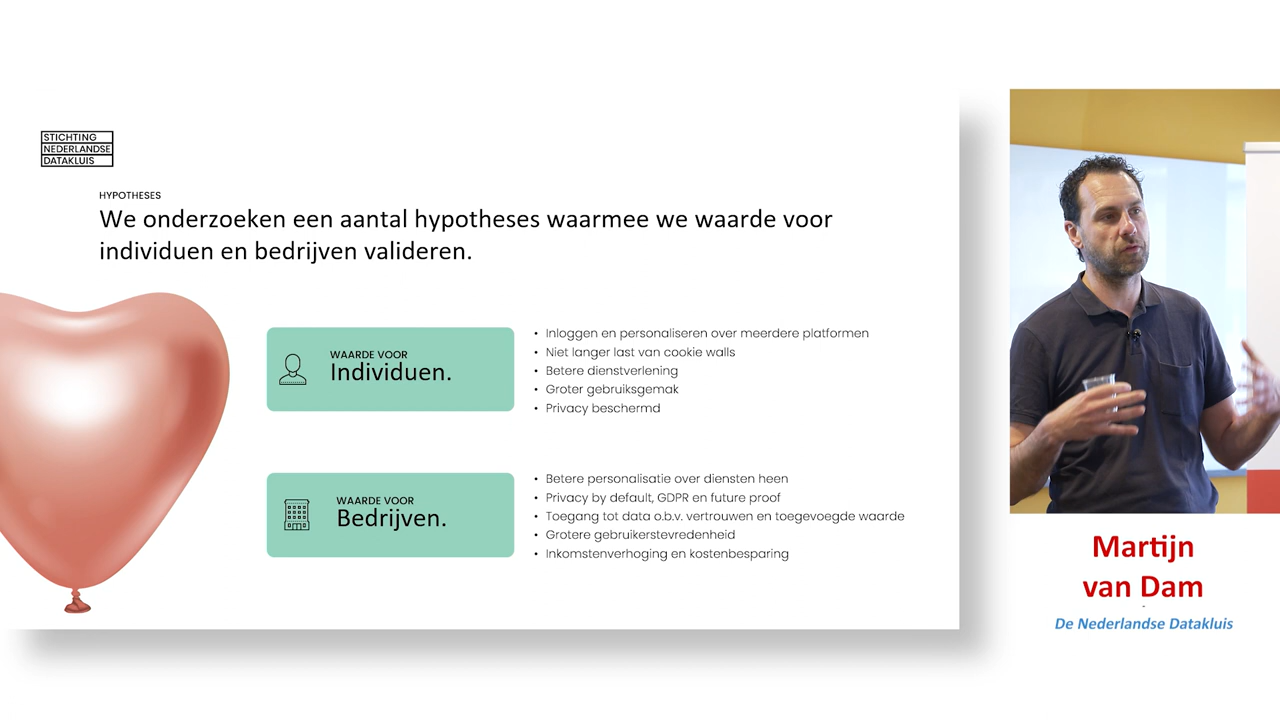 STICHTING
NEDERLANDSE
DATAKLUIS
HYPOTHESES
We onderzoeken een aantal hypotheses waarmee we waarde voor
individuen en bedrijven valideren.
WAARDE VOOR
Individuen.
• Inloggen en personaliseren over meerdere platformen
• Niet langer last van cookie walls
• Betere dienstverlening
• Groter gebruiksgemak
• Privacy beschermd
WAARDE VOOR
Bedrijven.
• Betere personalisatie over diensten heen
• Privacy by default, GDPR en future proof
• Toegang tot data o.b.v. vertrouwen en toegevoegde waarde
• Grotere gebruikerstevredenheid
• Inkomstenverhoging en kostenbesparing
Martijn
van Dam
De Nederlandse Datakluis